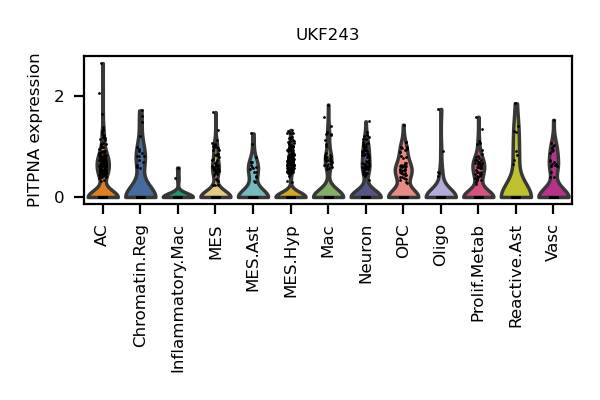 UKF243
PITPNA expression
2
0
AC
Chromatin.Reg
Inflammatory.Mac
MES
MES.Ast
MES.Hyp
Mac
Neuron
OPC
Oligo
Prolif.Metab
Reactive.Ast
Vasc